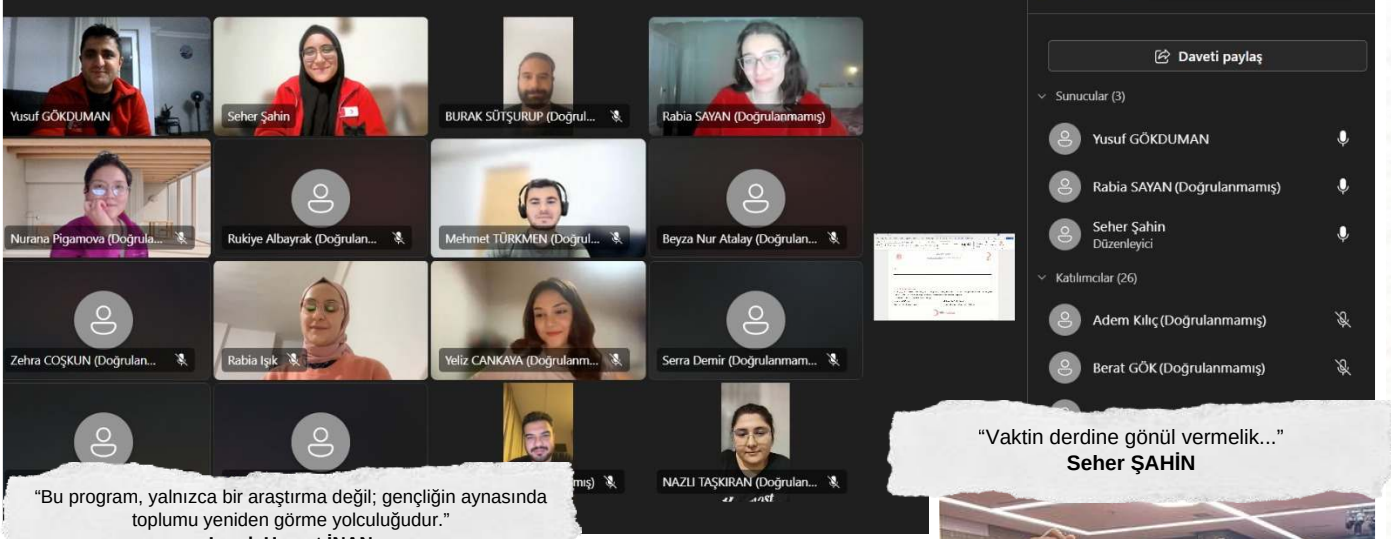 Yusuf GÖKDUMAN
Seher Şahin
BURAK SÜTŞURUP (Doğrul...
Rabia SAYAN (Doğrulanmamış)
Nurana Pigamova (Doğrula...
Rukiye Albayrak (Doğrulan...
Mehmet TÜRKMEN (Doğrul...
Beyza Nur Atalay (Doğrulan...
Zehra COŞKUN (Doğrulan...
Rabia Işık
Yeliz CANKAYA (Doğrulanm...
Serra Demir (Doğrulanmam...
mış)
NAZLI TAŞKIRAN (Doğrulan...
Daveti paylaş
Sunucular (3)
Yusuf GÖKDUMAN
Rabia SAYAN (Doğrulanmamış)
Seher Şahin
Düzenleyici
Katılımcılar (26)
Adem Kılıç (Doğrulanmamış)
Berat GÖK (Doğrulanmamış)
“Vaktin derdine gönül vermelik...”
Seher ŞAHİN
“Bu program, yalnızca bir araştırma değil; gençliğin aynasında
toplumu yeniden görme yolculuğudur.”
İNAN